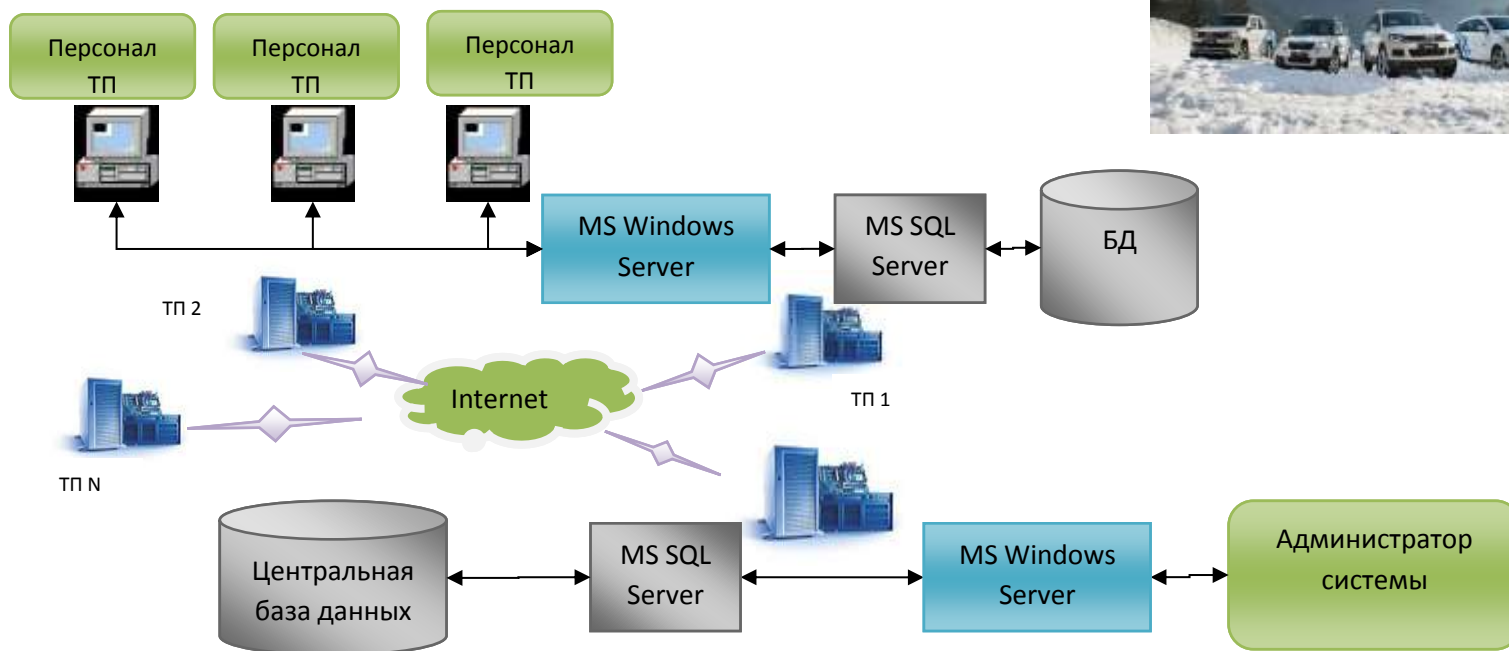 Персонал
ТП
Персонал
ТП
Персонал
ТП
MS Windows
Server
MS SQL
Server
БД
ТП 2
Internet
ТП 1
ТП N
Центральная
база данных
MS SQL
Server
MS Windows
Server
Администратор
системы